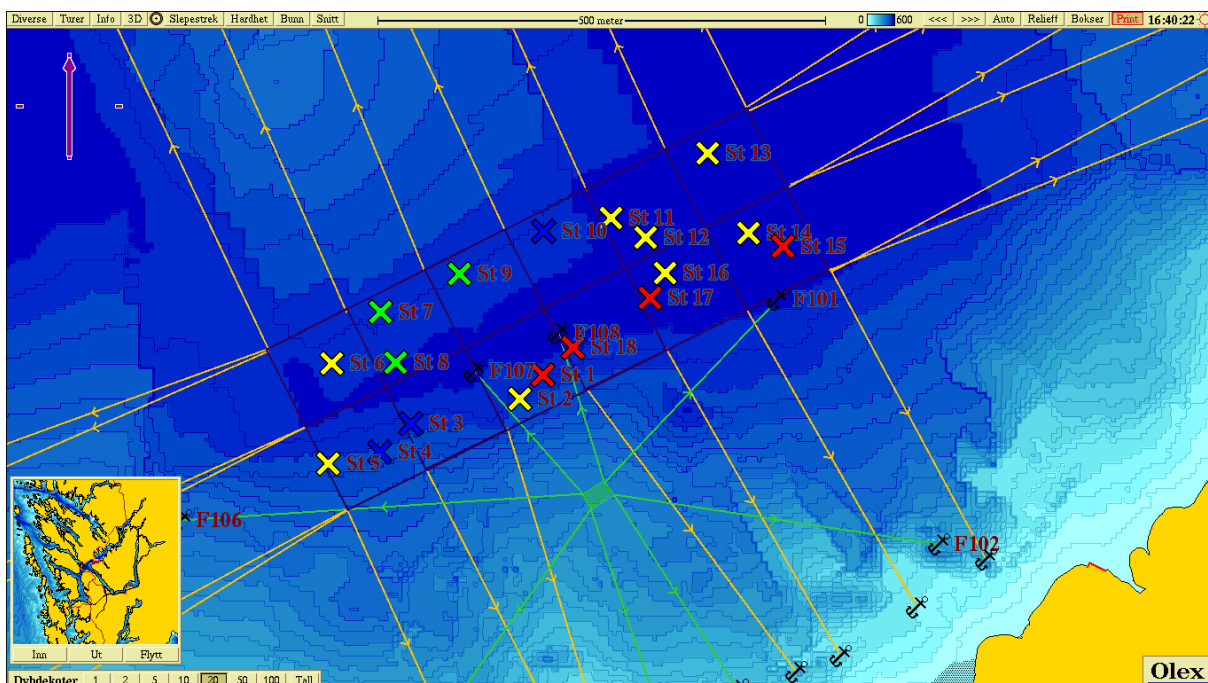 Diverse Turer Info 3D Slepestrek Hardhet Bunn Snitt 500 meter 0 600 <<< >>> Auto Relieff Bokser Print 16:40:22
St 13
St 11
St 10 St 12 St 14
St 15
St 9 St 16
St 17 F101
St 7
F108
St 18
St 6 St 8
F107 St 1
St 2
St 3
St 4
St 5
F106
F102
Inn Ut Flytt
Olex
Dybdekoter 1 2 5 10 20 50 100 Tall